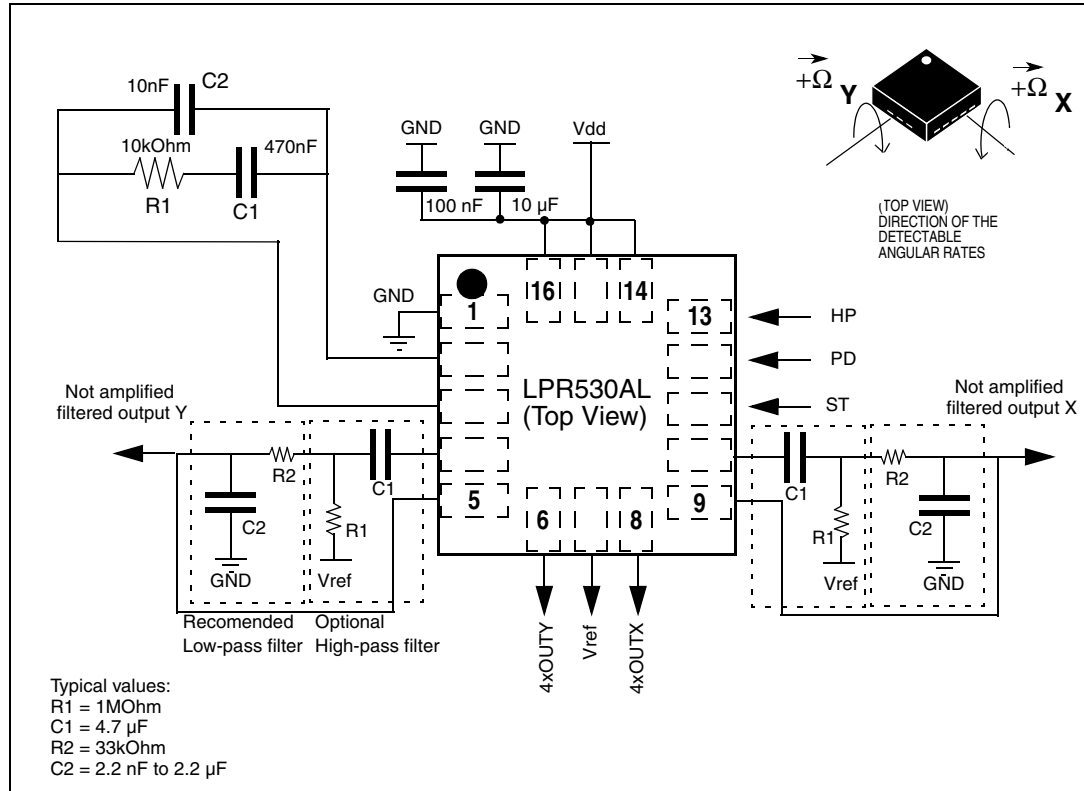 10nF
C2
10kOhm
470nF
R1
C1
GND
GND
Vdd
100 nF
10 µF
+Ω Y
+Ω X
(TOP VIEW)
DIRECTION OF THE
DETECTABLE
ANGULAR RATES
GND
1
16
14
13
HP
PD
ST
LPR530AL
(Top View)
Not amplified
filtered output Y
Not amplified
filtered output X
R2
C1
C2
R1
GND
Vref
5
6
8
9
C1
R2
R1
C2
Vref
GND
Recomended
Low-pass filter
Optional
High-pass filter
4xOUTY
Vref
4xOUTX
Typical values:
R1 = 1MOhm
C1 = 4.7 µF
R2 = 33kOhm
C2 = 2.2 nF to 2.2 µF